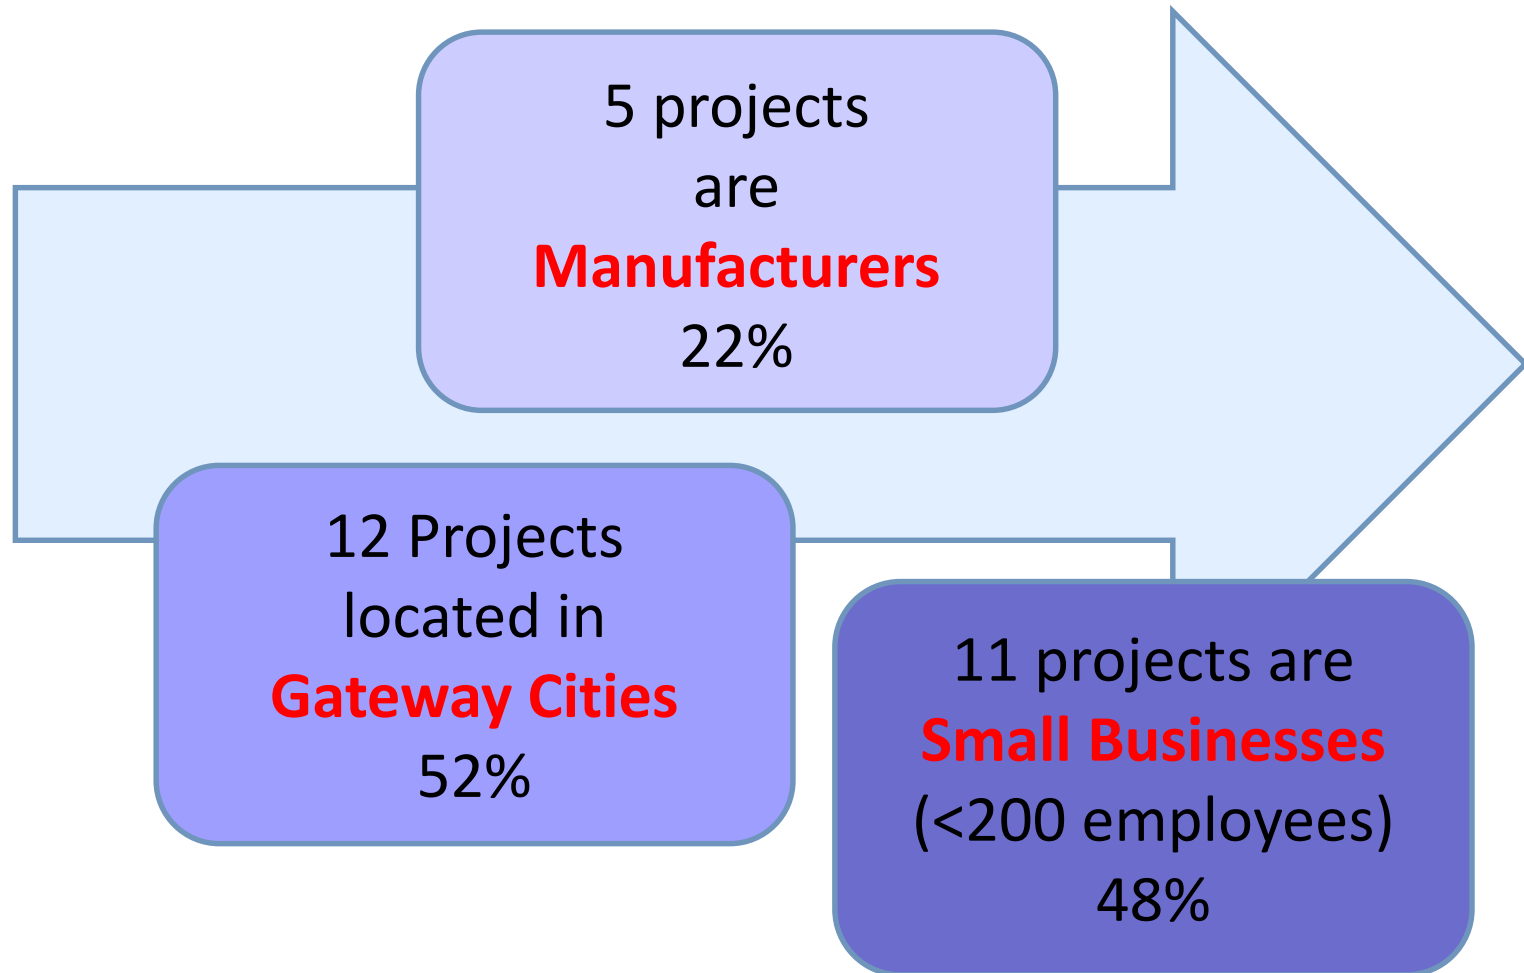 5 projects
are
Manufacturers
22%
12 Projects
located in
Gateway Cities
52%
11 projects are
Small Businesses
(<200 employees)
48%